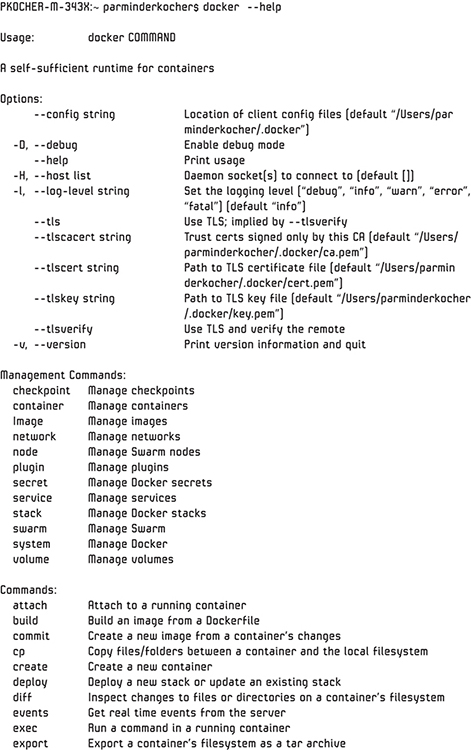 PKOCHER-M-343X:~ parminderkocher$ docker --help
Usage: docker COMMAND
A self-sufficient runtime for containers
Options:
--config string Location of client config files (default “/Users/par
minderkocher/.docker”)
-D, --debug Enable debug mode
--help Print usage
-H, --host list Daemon socket(s) to connect to (default [])
-l, --log-level string Set the logging level (“debug”, “info”, “warn”, “error”,
“fatal”) (default “info”)
--tls Use TLS; implied by --tlsverify
--tlscacert string Trust certs signed only by this CA (default “/Users/
parminderkocher/.docker/ca.pem”)
--tlscert string Path to TLS certificate file (default “/Users/parmin
derkocher/.docker/cert.pem”)
--tlskey string Path to TLS key file (default “/Users/parminderkocher
/.docker/key.pem”)
--tlsverify Use TLS and verify the remote
-v, --version Print version information and quit
Management Commands:
checkpoint Manage checkpoints
container Manage containers
Image Manage images
network Manage networks
node Manage Swarm nodes
plugin Manage plugins
secret Manage Docker secrets
service Manage services
stack Manage Docker stacks
swarm Manage Swarm
system Manage Docker
volume Manage volumes
Commands:
attach Attach to a running container
build Build an image from a Dockerfile
commit Create a new image from a container’s changes
cp Copy files/folders between a container and the local filesystem
create Create a new container
deploy Deploy a new stack or update an existing stack
diff Inspect changes to files or directories on a container’s filesystem
events Get real time events from the server
exec Run a command in a running container
export Export a container’s filesystem as a tar archive